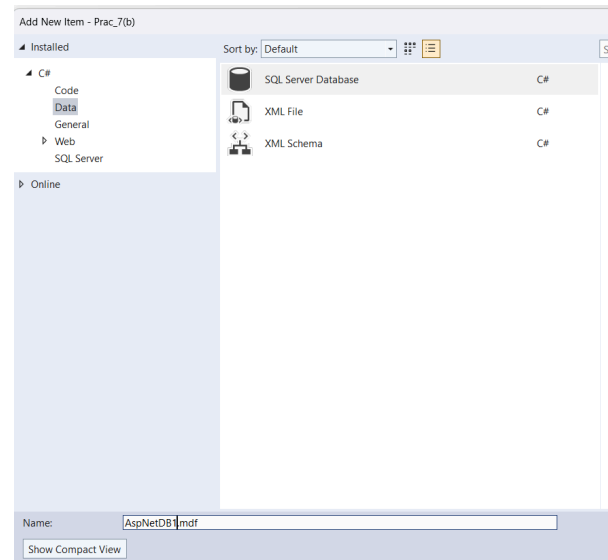 Add New Item - Prac_7(b)
Installed
Sort by: Default
S
C#
Code
Data
General
Web
SQL Server
Online
SQL Server Database C#
XML File C#
XML Schema C#
Name: AspNetDB1.mdf
Show Compact View